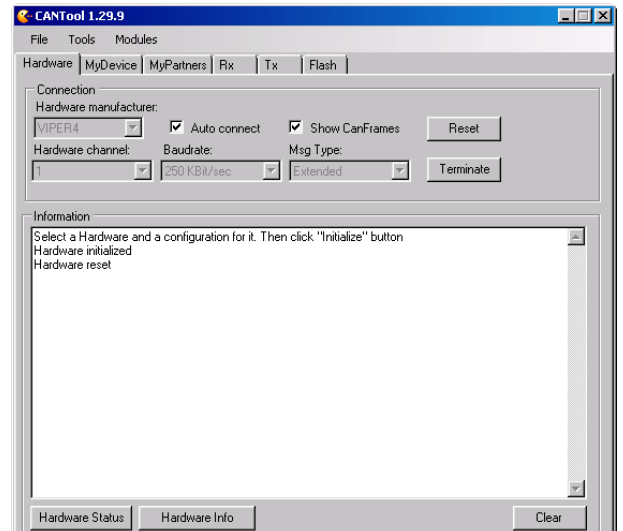 CANTool 1.29.9
File Tools Modules
Hardware MyDevice MyPartners Rx Tx Flash
Connection
Hardware manufacturer:
VIPER4 Auto connect Show CanFrames Reset
Hardware channel: Baudrate: Msg Type:
1 250 KBit/sec Extended Terminate
Information
Select a Hardware and a configuration for it. Then click "Initialize" button
Hardware initialized
Hardware reset
Hardware Status Hardware Info Clear